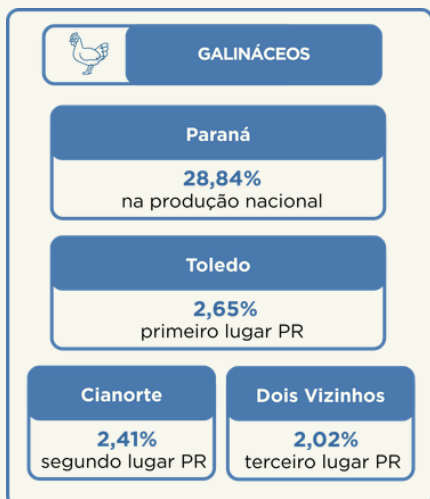 GALINÁCEOS
Paraná
28,84%
na produção nacional
Toledo
2,65%
primeiro lugar PR
Cianorte
2,41%
segundo lugar PR
Dois Vizinhos
2,02%
terceiro lugar PR